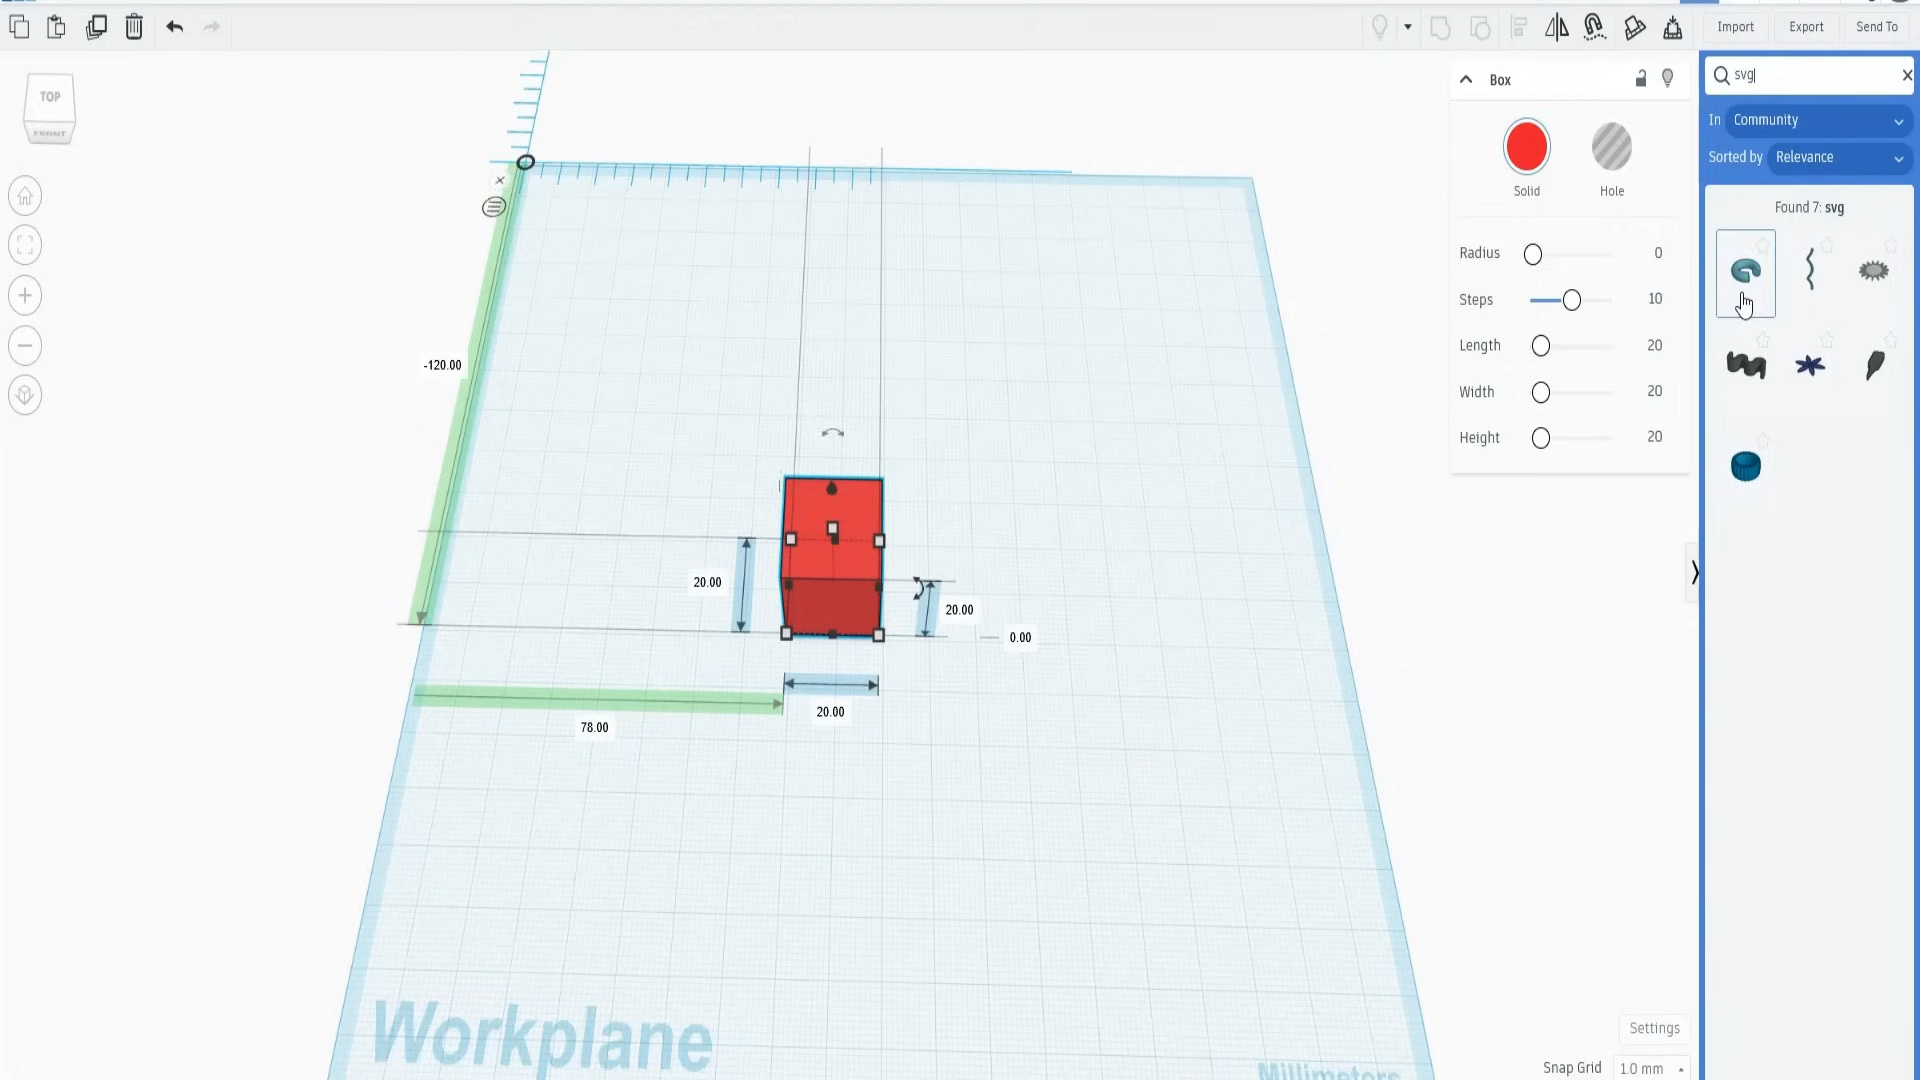 Import
Export
Send To
TOP
FRONT
svg
In
Community
Sorted by
Relevance
Found 7: svg
Box
Solid
Hole
Radius
0
Steps
10
Length
20
Width
20
Height
20
-120.00
20.00
20.00
0.00
20.00
78.00
Workplane
Millimeters
Settings
Snap Grid
1.0 mm